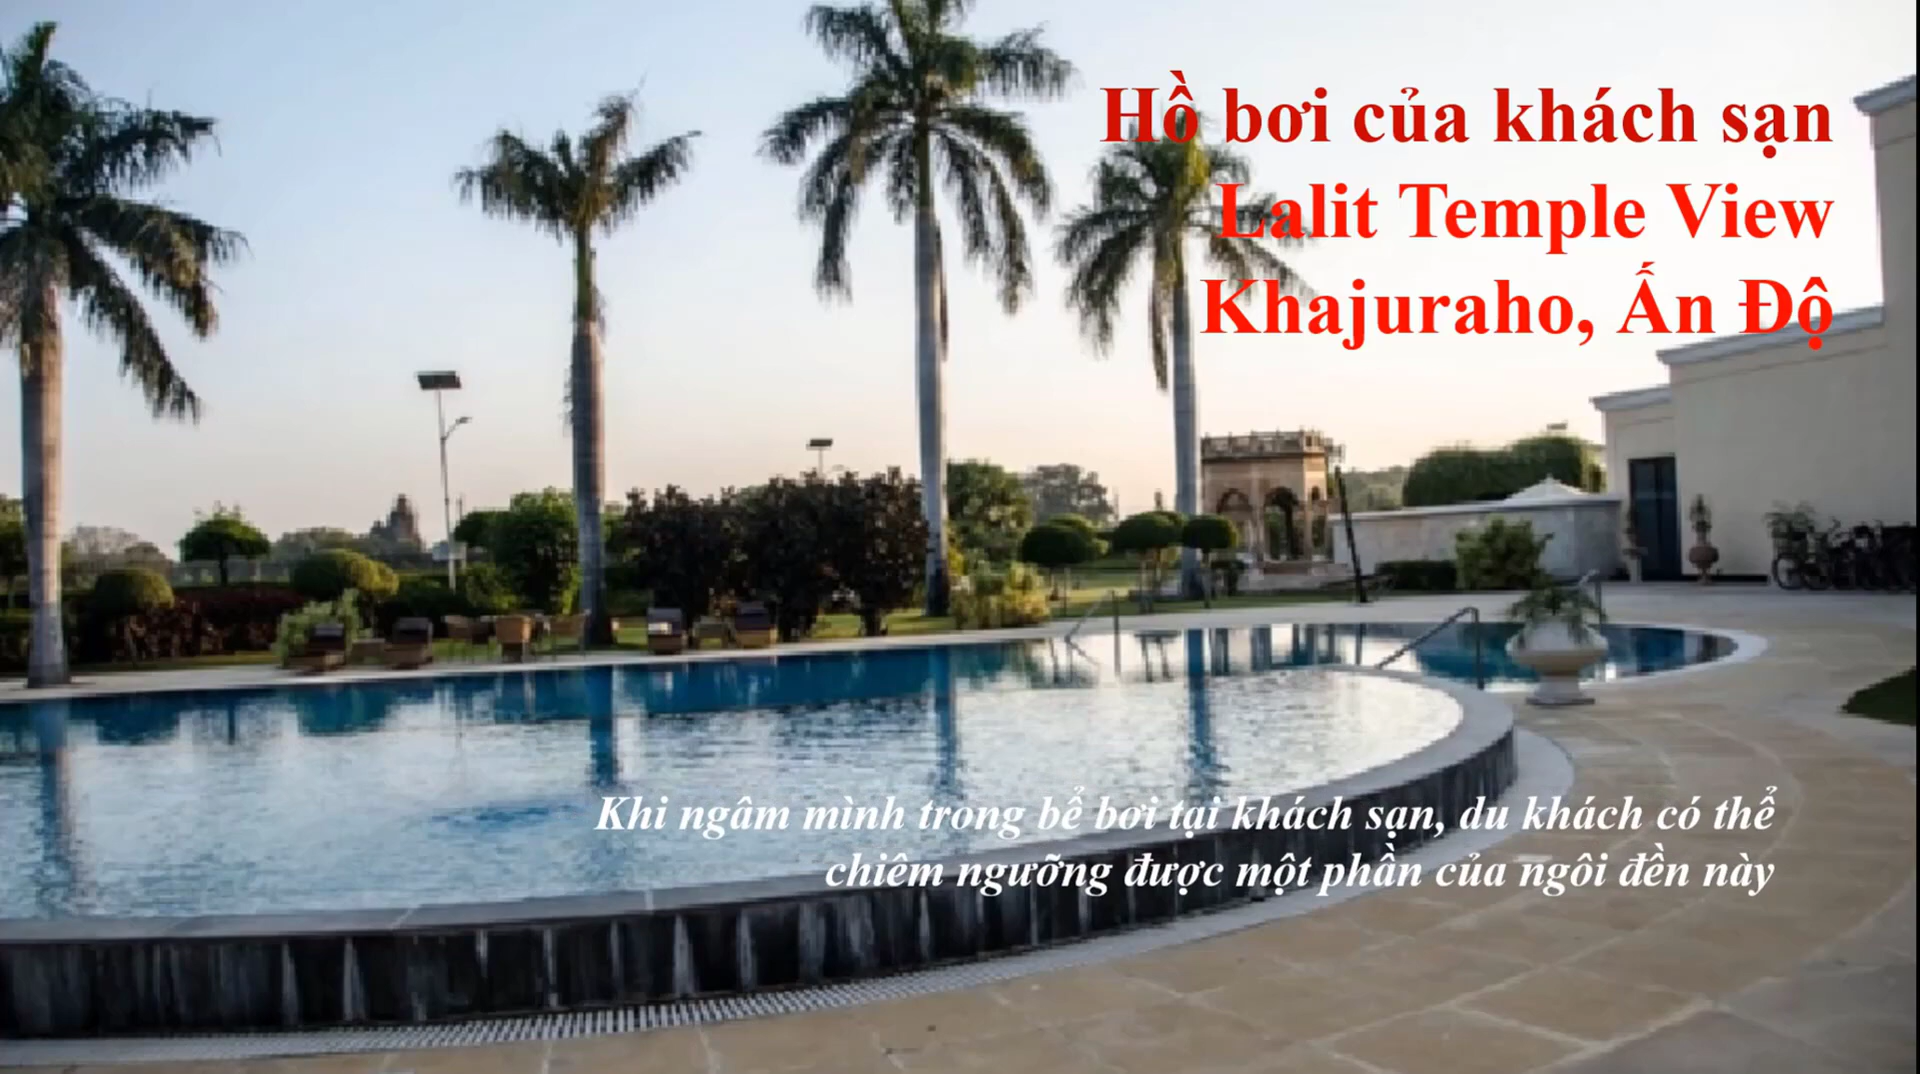 Hồ bơi của khách sạn
Lalit Temple View
Khajuraho, Ấn Độ
Khi ngâm mình trong bể bơi tại khách sạn, du khách có thể
chiêm ngưỡng được một phần của ngôi đền này